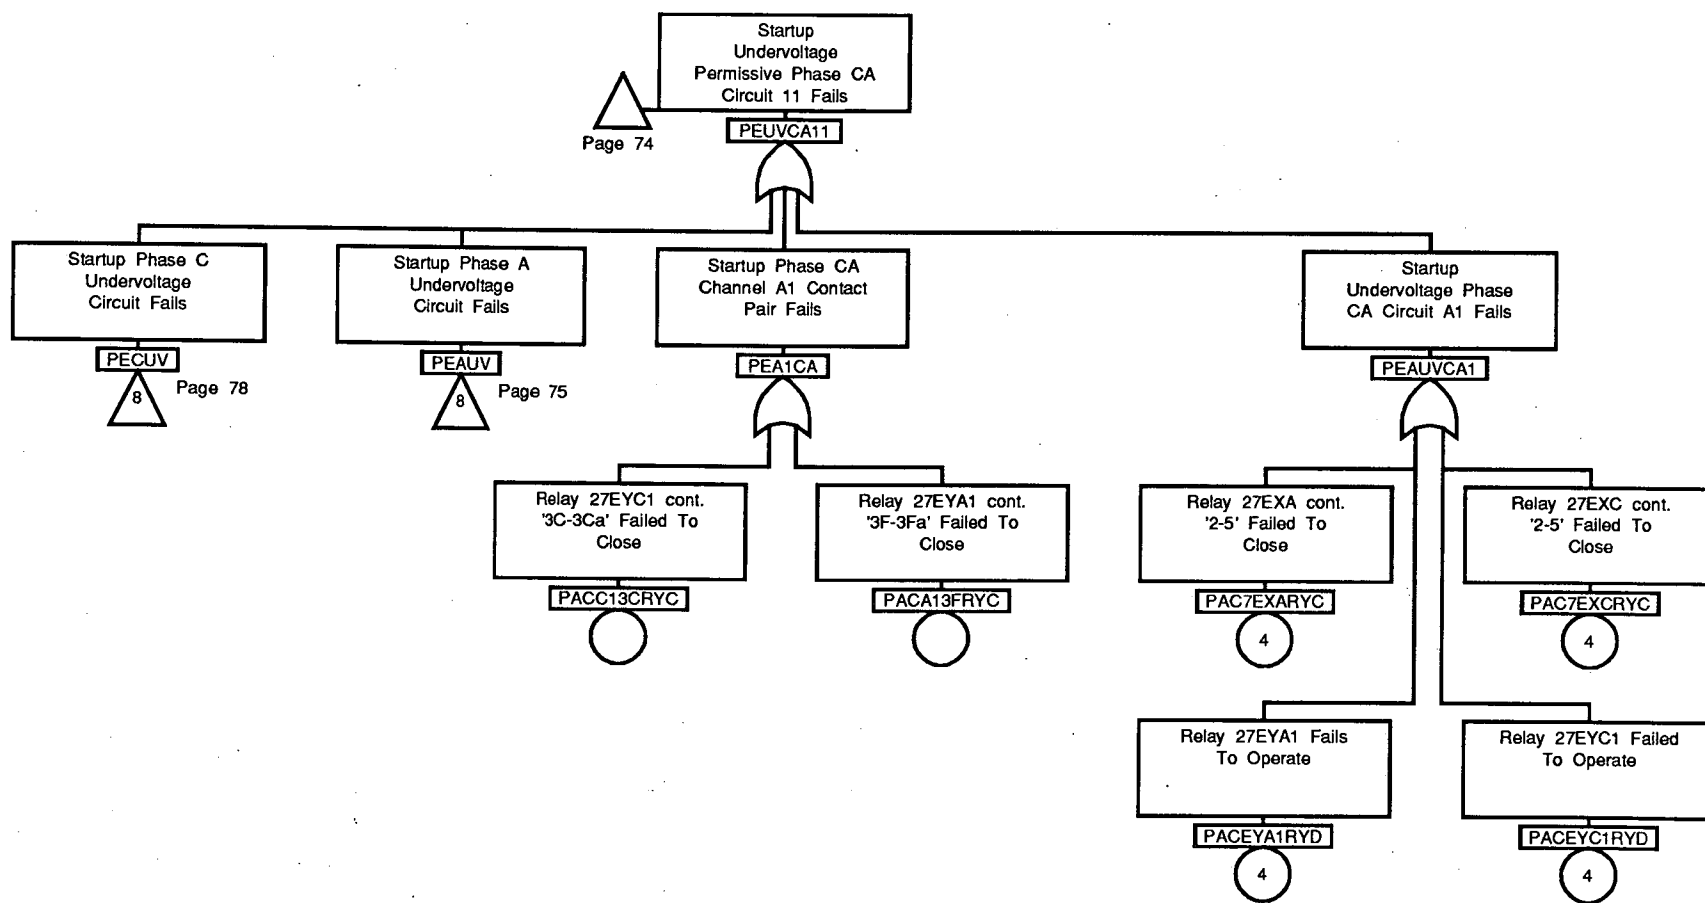 Startup
Undervoltage
Permissive Phase CA
Circuit 11 Fails
PEUVCA11
Page 74
Startup Phase C
Undervoltage
Circuit Fails
PECUV
8
Page 78
Startup Phase A
Undervoltage
Circuit Fails
PEAUV
8
Page 75
Startup Phase CA
Channel A1 Contact
Pair Fails
PEA1CA
Startup
Undervoltage Phase
CA Circuit A1 Fails
PEAUVCA1
Relay 27EYC1 cont.
'3C-3Ca' Failed To
Close
PACC13CRYC
Relay 27EYA1 cont.
'3F-3Fa' Failed To
Close
PACA13FRYC
Relay 27EXA cont.
'2-5' Failed To
Close
PAC7EXARYC
4
Relay 27EXC cont.
'2-5' Failed To
Close
PAC7EXCRYC
4
Relay 27EYA1 Fails
To Operate
PACEYA1RYD
4
Relay 27EYC1 Failed
To Operate
PACEYC1RYD
4